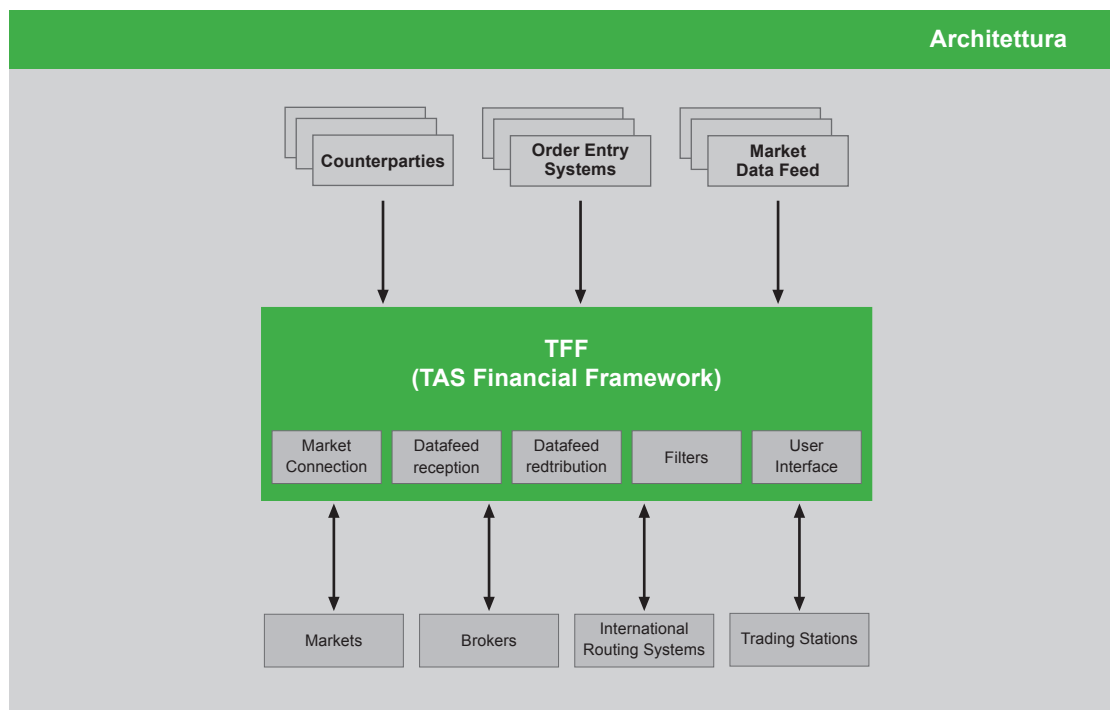 Architettura
Counterparties
Order Entry
Systems
Market
Data Feed
TFF
(TAS Financial Framework)
Market
Connection
Datafeed
reception
Datafeed
redtribution
Filters
User
Interface
Markets
Brokers
International
Routing Systems
Trading Stations